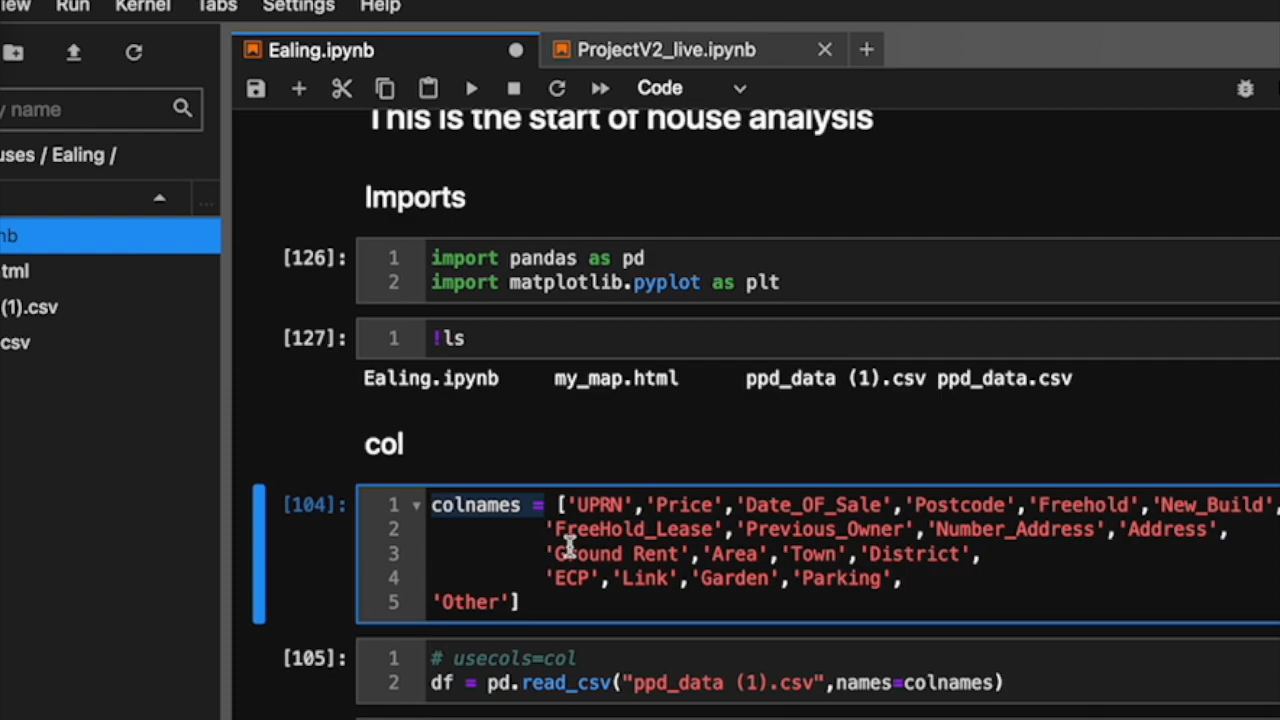 iew Run Kernel Tabs Settings Help
Ealing.ipynb ProjectV2_live.ipynb
Code
y name
uses / Ealing /
...
nb
tml
(1).csv
csv
This is the start of house analysis
Imports
[126]: 1 import pandas as pd
2 import matplotlib.pyplot as plt
[127]: 1 !ls
Ealing.ipynb my_map.html ppd_data (1).csv ppd_data.csv
col
[104]: 1 colnames = ['UPRN','Price','Date_OF_Sale','Postcode','Freehold','New_Build',
2 'FreeHold_Lease','Previous_Owner','Number_Address','Address',
3 'Ground Rent','Area','Town','District',
4 'ECP','Link','Garden','Parking',
5 'Other']
[105]: 1 # usecols=col
2 df = pd.read_csv("ppd_data (1).csv",names=colnames)